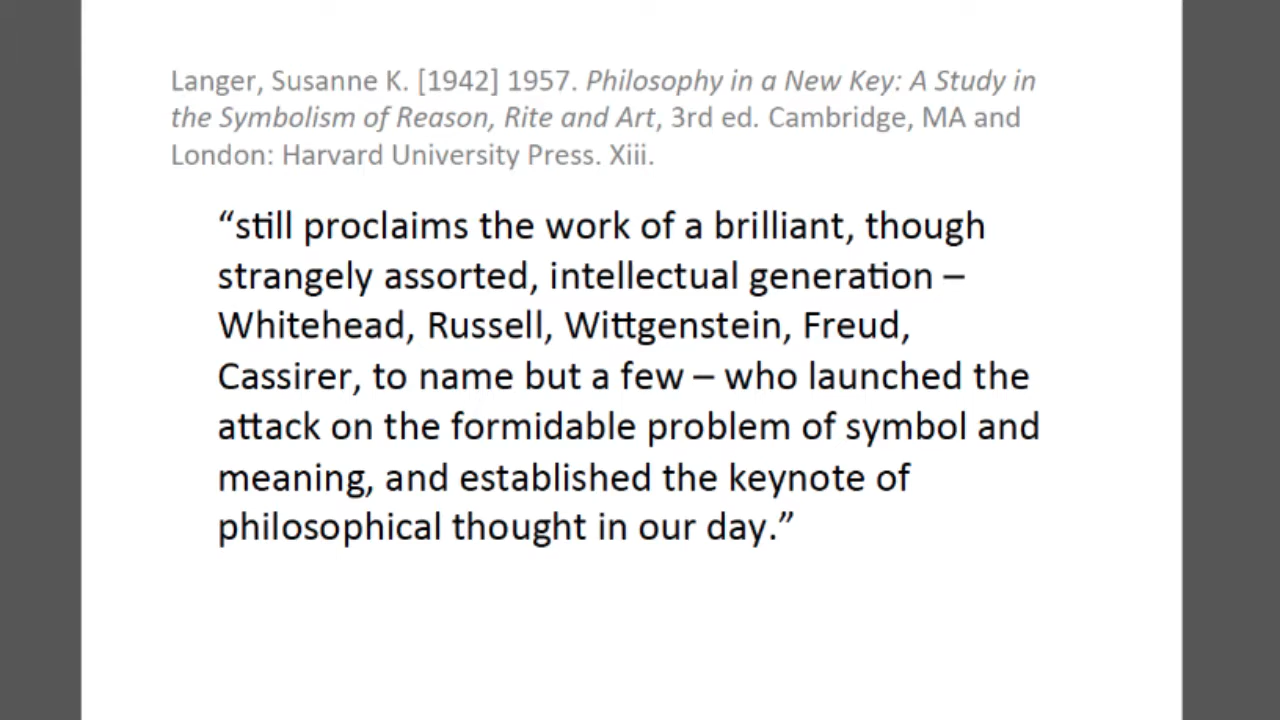 Langer, Susanne K. [1942] 1957. Philosophy in a New Key: A Study in
the Symbolism of Reason, Rite and Art, 3rd ed. Cambridge, MA and
London: Harvard University Press. Xiii.
“still proclaims the work of a brilliant, though
strangely assorted, intellectual generation –
Whitehead, Russell, Wittgenstein, Freud,
Cassirer, to name but a few – who launched the
attack on the formidable problem of symbol and
meaning, and established the keynote of
philosophical thought in our day.”